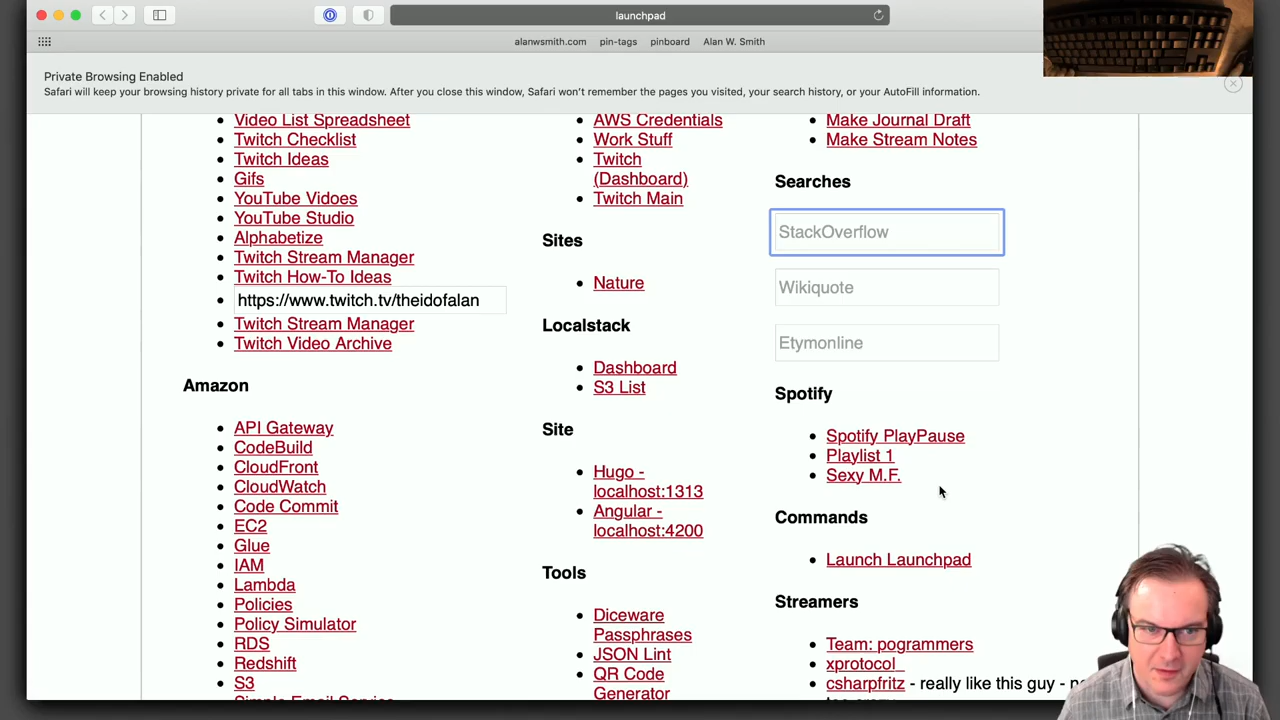 launchpad
alanwsmith.com
pin-tags
pinboard
Alan W. Smith
Private Browsing Enabled
Safari will keep your browsing history private for all tabs in this window. After you close this window, Safari won't remember the pages you visited, your search history, or your AutoFill information.
Video List Spreadsheet
Twitch Checklist
Twitch Ideas
Gifs
YouTube Vidoes
YouTube Studio
Alphabetize
Twitch Stream Manager
Twitch How-To Ideas
https://www.twitch.tv/theidofalan
Twitch Stream Manager
Twitch Video Archive
Amazon
API Gateway
CodeBuild
CloudFront
CloudWatch
Code Commit
EC2
Glue
IAM
Lambda
Policies
Policy Simulator
RDS
Redshift
S3
Simple Email Service
AWS Credentials
Work Stuff
Twitch
(Dashboard)
Twitch Main
Sites
Nature
Localstack
Dashboard
S3 List
Site
Hugo -
localhost:1313
Angular -
localhost:4200
Tools
Diceware
Passphrases
JSON Lint
QR Code
Generator
Make Journal Draft
Make Stream Notes
Searches
StackOverflow
Wikiquote
Etymonline
Spotify
Spotify PlayPause
Playlist 1
Sexy M.F.
Commands
Launch Launchpad
Streamers
Team: pogrammers
xprotocol_
csharpfritz - really like this guy -